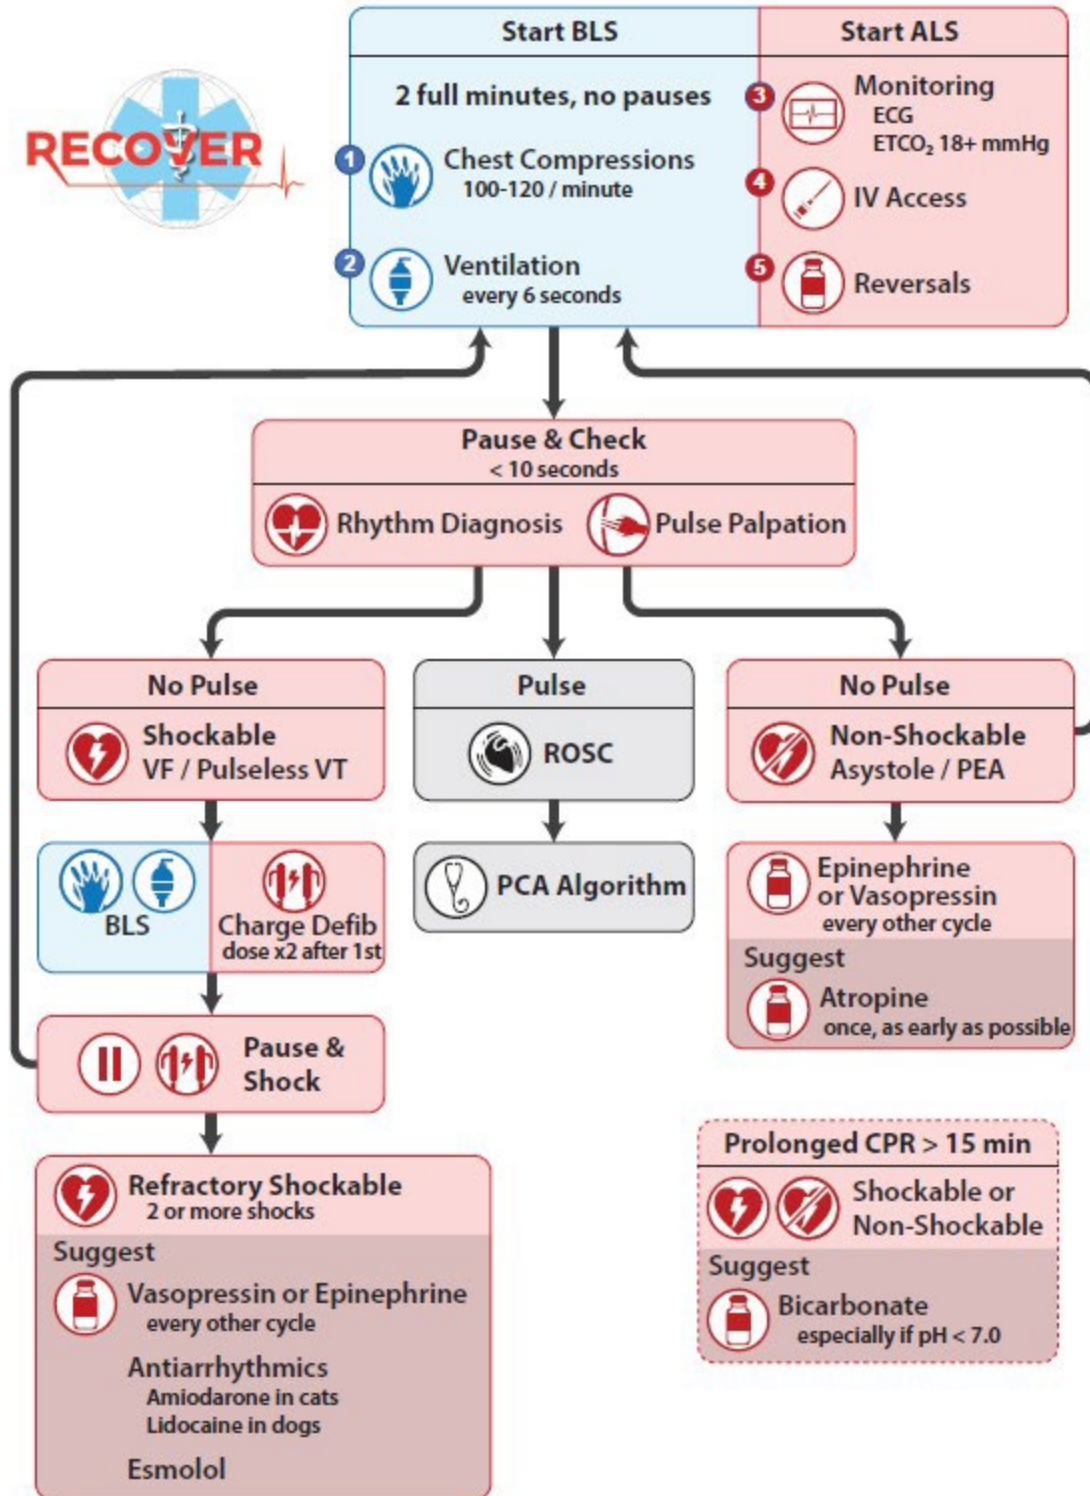 RECOVER
Start BLS
2 full minutes, no pauses
1
Chest Compressions
100-120 / minute
2
Ventilation
every 6 seconds
Start ALS
3
Monitoring
ECG
ETCO₂ 18+ mmHg
4
IV Access
5
Reversals
Pause & Check
< 10 seconds
Rhythm Diagnosis
Pulse Palpation
No Pulse
Shockable
VF / Pulseless VT
BLS
Charge Defib
dose x2 after 1st
Pause &
Shock
Refractory Shockable
2 or more shocks
Suggest
Vasopressin or Epinephrine
every other cycle
Antiarrhythmics
Amiodarone in cats
Lidocaine in dogs
Esmolol
Pulse
ROSC
PCA Algorithm
No Pulse
Non-Shockable
Asystole / PEA
Epinephrine
or Vasopressin
every other cycle
Suggest
Atropine
once, as early as possible
Prolonged CPR > 15 min
Shockable or
Non-Shockable
Suggest
Bicarbonate
especially if pH < 7.0